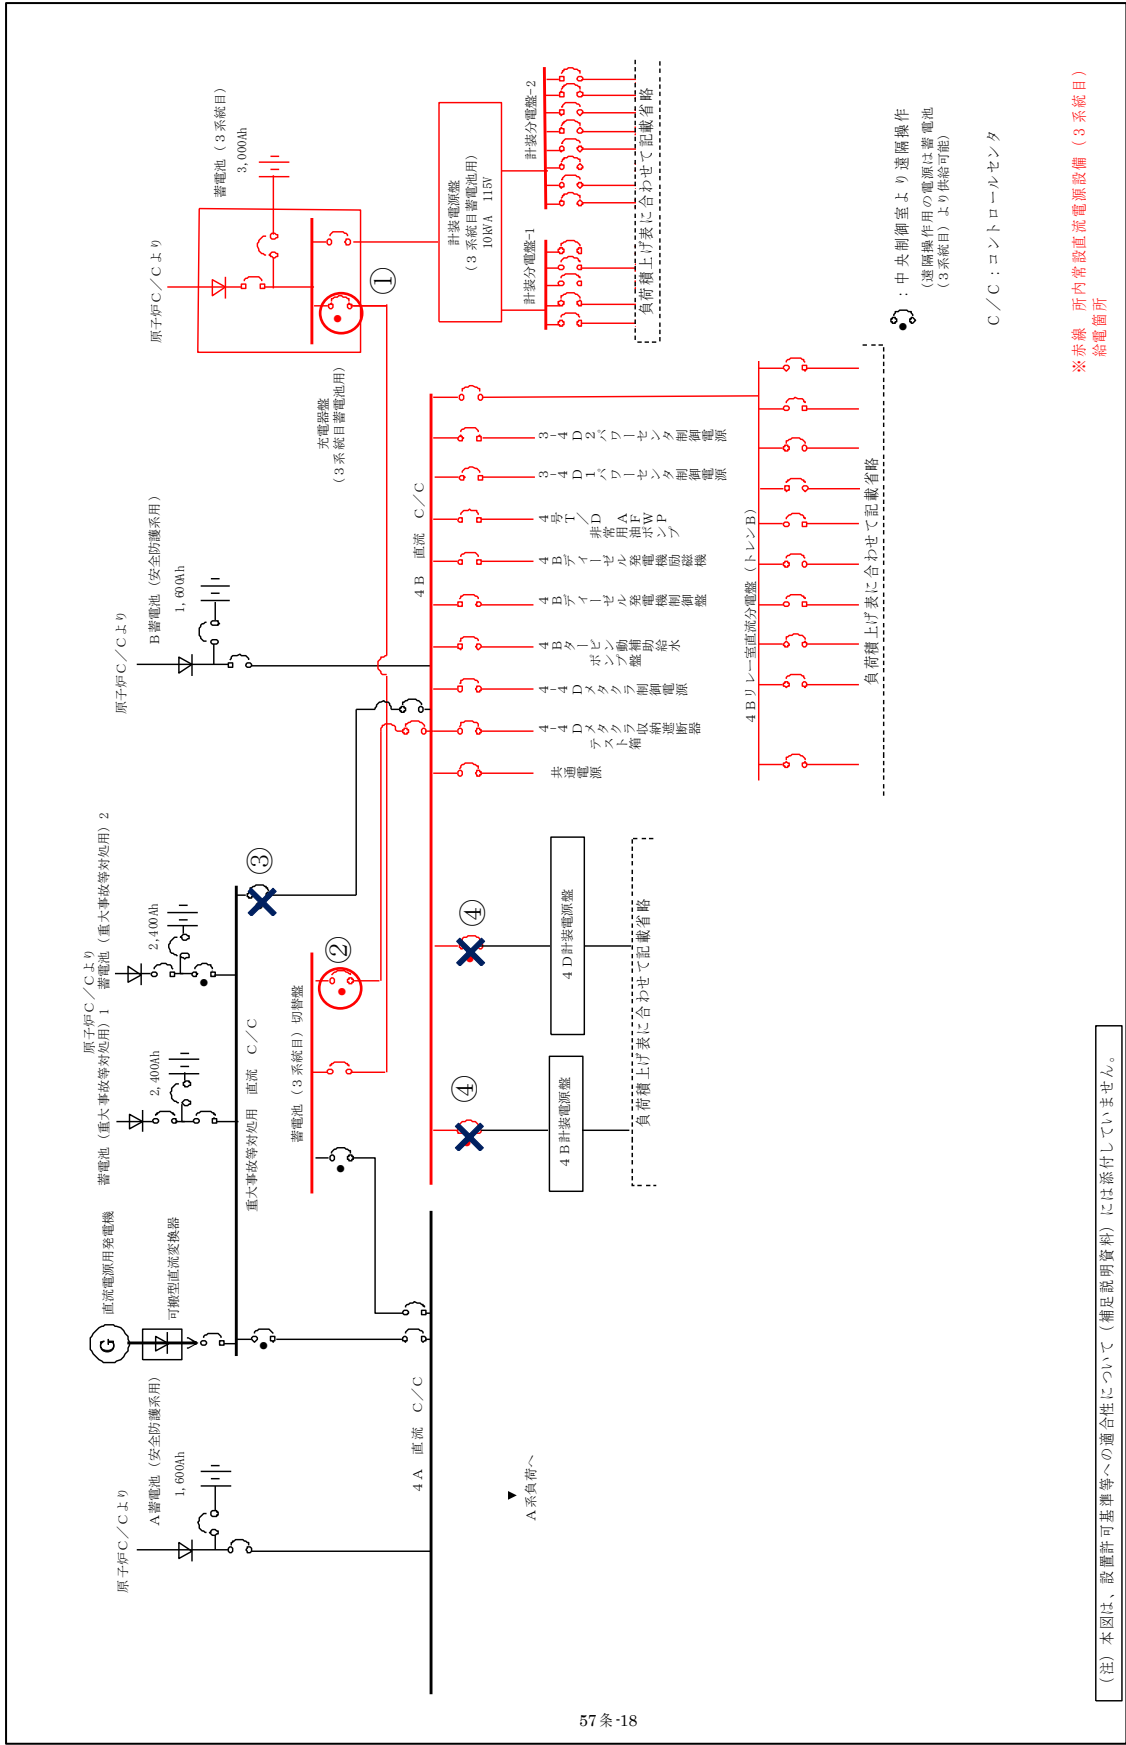 原子炉C／Cより
A蓄電池（安全防護系用）
1,600Ah
直流電源用発電機
G
可搬型直流変換器
原子炉C／Cより
蓄電池（重大事故等対処用）1
2,400Ah
蓄電池（重大事故等対処用）2
2,400Ah
重大事故等対処用 直流 C／C
③
原子炉C／Cより
B蓄電池（安全防護系用）
1,600Ah
原子炉C／Cより
蓄電池（３系統目）
3,000Ah
①
充電器盤
（３系統目蓄電池用）
蓄電池（３系統目）切替盤
②
4A 直流 C／C
A系負荷へ
4B 直流 C／C
④
④
4B計装電源盤
4D計装電源盤
負荷積上げ表に合わせて記載省略
共通電源
4－4Dメタクラ収納遮断器
テスト箱
4－4Dメタクラ制御電源
4Bタービン動補助給水
ポンプ盤
4Bディーゼル発電機制御盤
4Bディーゼル発電機励磁機
4号T／D AFWP
非常用油ポンプ
3－4D1パワーセンタ制御電源
3－4D2パワーセンタ制御電源
4Bリレー室直流分電盤（トレンB）
負荷積上げ表に合わせて記載省略
計装電源盤
（３系統目蓄電池用）
10kVA 115V
計装分電盤-1
計装分電盤-2
負荷積上げ表に合わせて記載省略
：中央制御室より遠隔操作
（遠隔操作用の電源は蓄電池
（３系統目）より供給可能）
C／C：コントロールセンタ
※赤線 所内常設直流電源設備（３系統目）
給電箇所
（注）本図は、設置許可基準等への適合性について（補足説明資料）には添付していません。
57条-18